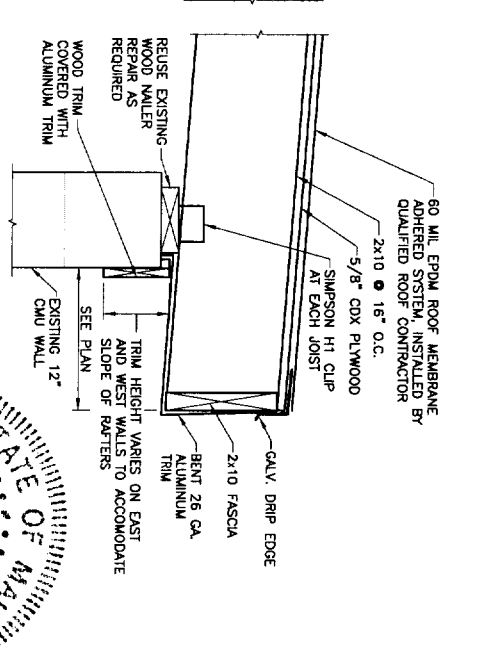 60 MIL EPDM ROOF MEMBRANE
ADHERED SYSTEM, INSTALLED BY
QUALIFIED ROOF CONTRACTOR
2x10 @ 16" O.C.
5/8" CDX PLYWOOD
SIMPSON H1 CLIP
AT EACH JOIST
GALV. DRIP EDGE
2x10 FASCIA
BENT 26 GA.
ALUMINUM
TRIM
REUSE EXISTING
WOOD NAILER
REPAIR AS
REQUIRED
WOOD TRIM
COVERED WITH
ALUMINUM TRIM
TRIM HEIGHT VARIES ON EAST
AND WEST WALLS TO ACCOMODATE
SLOPE OF RAFTERS
SEE PLAN
EXISTING 12"
CMU WALL
ATE OF